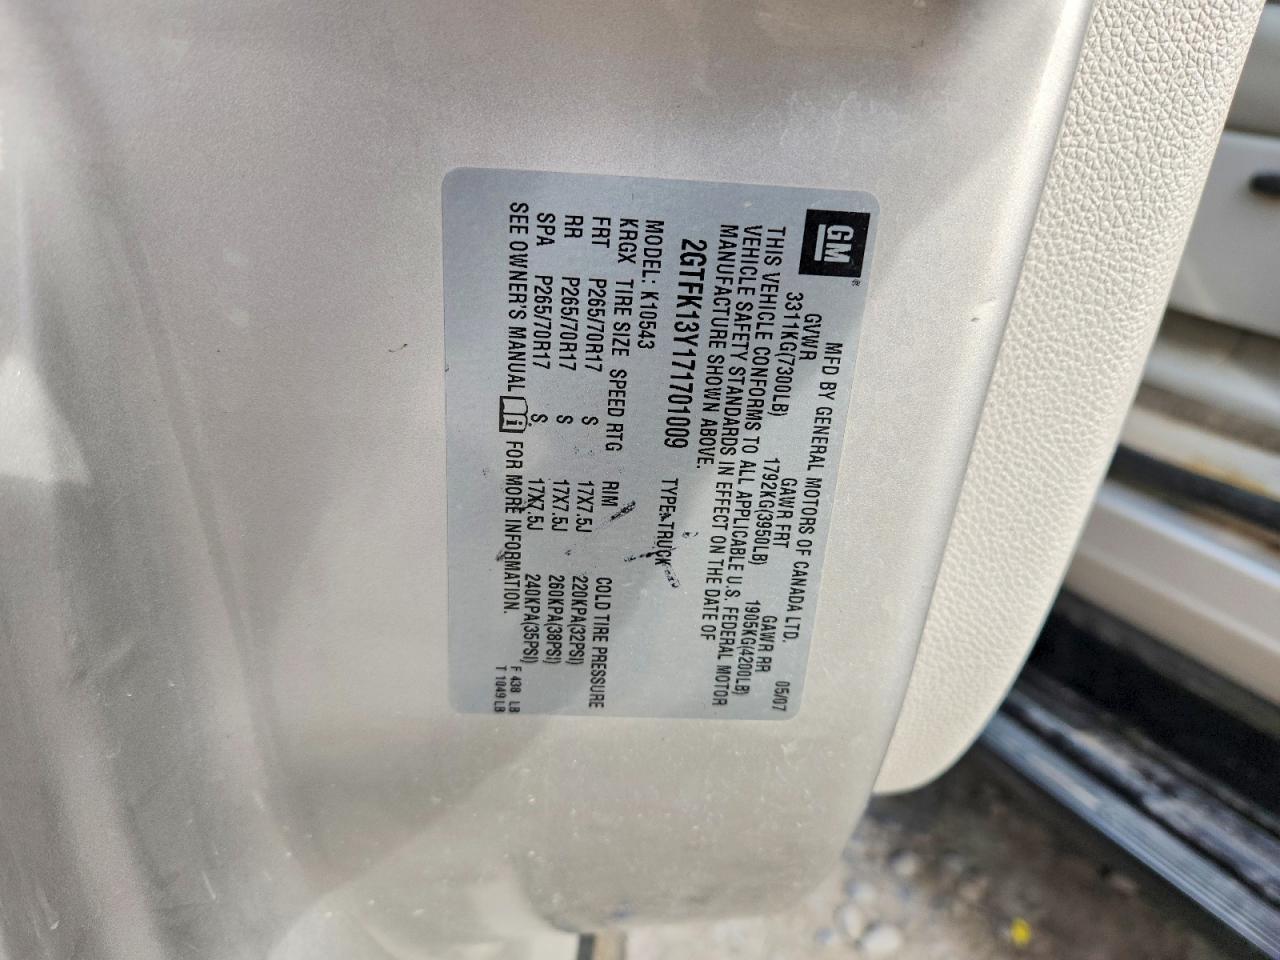 GM®
MFD BY GENERAL MOTORS OF CANADA LTD. 05/07
GVWR GAWR FRT GAWR RR
3311KG(7300LB) 1792KG(3950LB) 1905KG(4200LB)
THIS VEHICLE CONFORMS TO ALL APPLICABLE U.S. FEDERAL MOTOR
VEHICLE SAFETY STANDARDS IN EFFECT ON THE DATE OF
MANUFACTURE SHOWN ABOVE.
2GTFK13Y171701009 TYPE: TRUCK
MODEL: K10543
KRGX TIRE SIZE SPEED RTG RIM COLD TIRE PRESSURE
FRT P265/70R17 S 17X7.5J 220KPA(32PSI)
RR P265/70R17 S 17X7.5J 260KPA(38PSI)
SPA P265/70R17 S 17X7.5J 240KPA(35PSI)
SEE OWNER'S MANUAL i FOR MORE INFORMATION.
F 438 LB
T 1049 LB